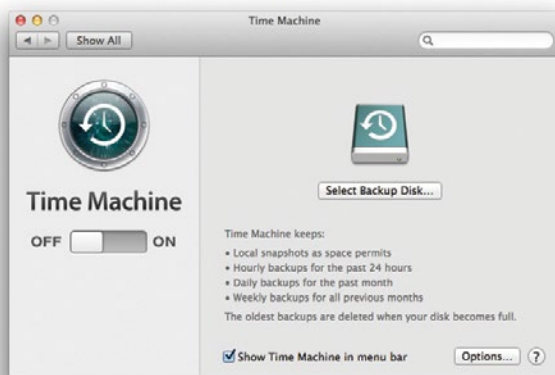 Time Machine
Show All
Time Machine
OFF ON
Select Backup Disk...
Time Machine keeps:
• Local snapshots as space permits
• Hourly backups for the past 24 hours
• Daily backups for the past month
• Weekly backups for all previous months
The oldest backups are deleted when your disk becomes full.
Show Time Machine in menu bar
Options... ?